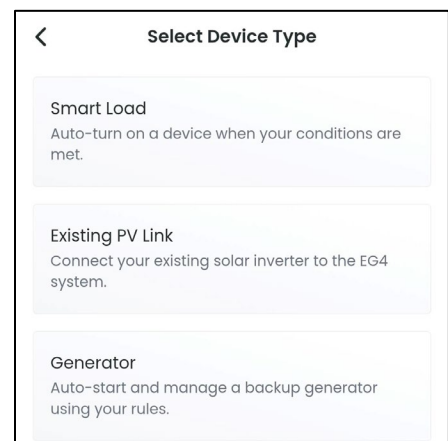 Select Device Type
Smart Load
Auto-turn on a device when your conditions are
met.
Existing PV Link
Connect your existing solar inverter to the EG4
system.
Generator
Auto-start and manage a backup generator
using your rules.